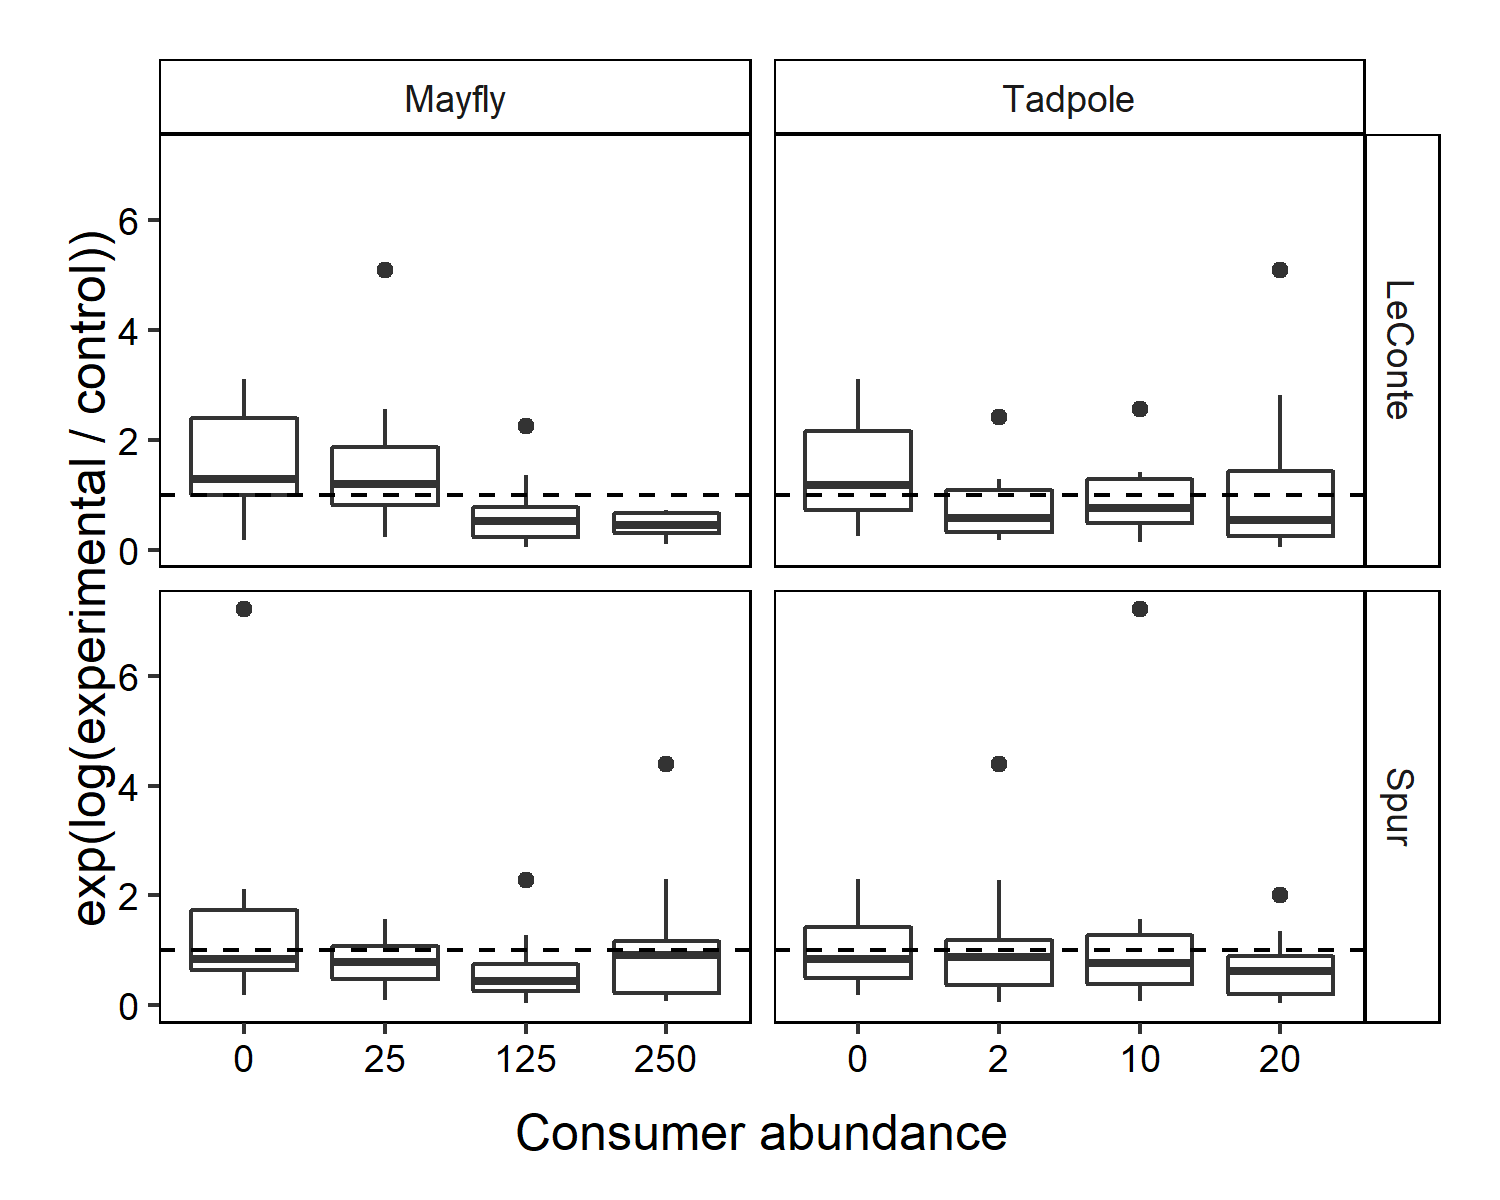 Mayfly
Tadpole
LeConte
Spur
exp(log(experimental / control))
6
4
2
0
6
4
2
0
0 25 125 250
0 2 10 20
Consumer abundance